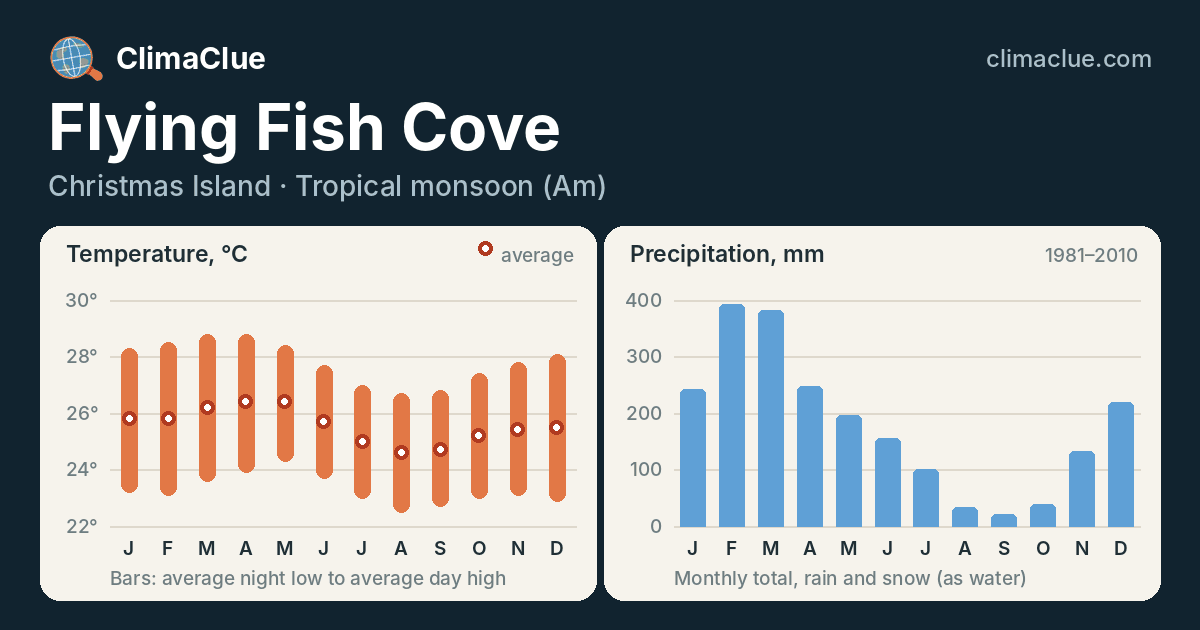 ClimaClue
climaclue.com
Flying Fish Cove
Christmas Island · Tropical monsoon (Am)
Temperature, °C
average
30°
28°
26°
24°
22°
J F M A M J J A S O N D
Bars: average night low to average day high
Precipitation, mm
1981–2010
400
300
200
100
0
J F M A M J J A S O N D
Monthly total, rain and snow (as water)